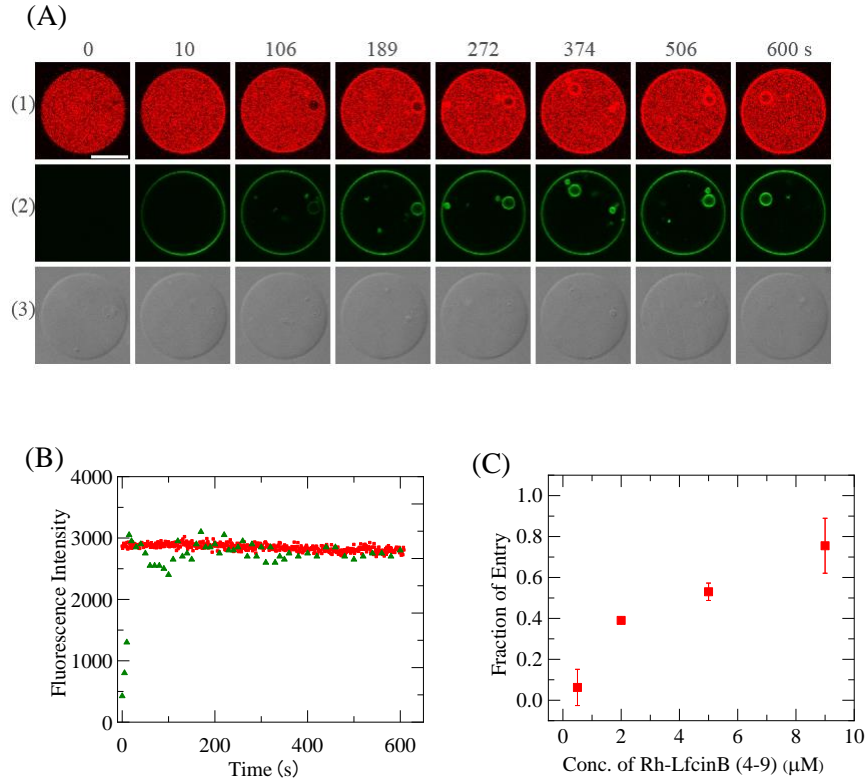 (A)
0 10 106 189 272 374 506 600 s
(1)
(2)
(3)
(B)
4000
3000
2000
1000
0
0 200 400 600
Fluorescence Intensity
Time (s)
(C)
1.0
0.8
0.6
0.4
0.2
0.0
0 2 4 6 8 10
Fraction of Entry
Conc. of Rh-LfcinB (4-9) (μM)